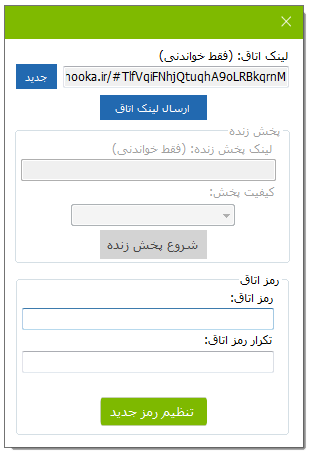 لینک اتاق: (فقط خواندنی)
nooka.ir/#TlfVqiFNhjQtuqhA9oLRBkqrnM جدید
ارسال لینک اتاق
پخش زنده
لینک پخش زنده: (فقط خواندنی)
کیفیت پخش:
شروع پخش زنده
رمز اتاق
رمز اتاق:
تکرار رمز اتاق:
تنظیم رمز جدید